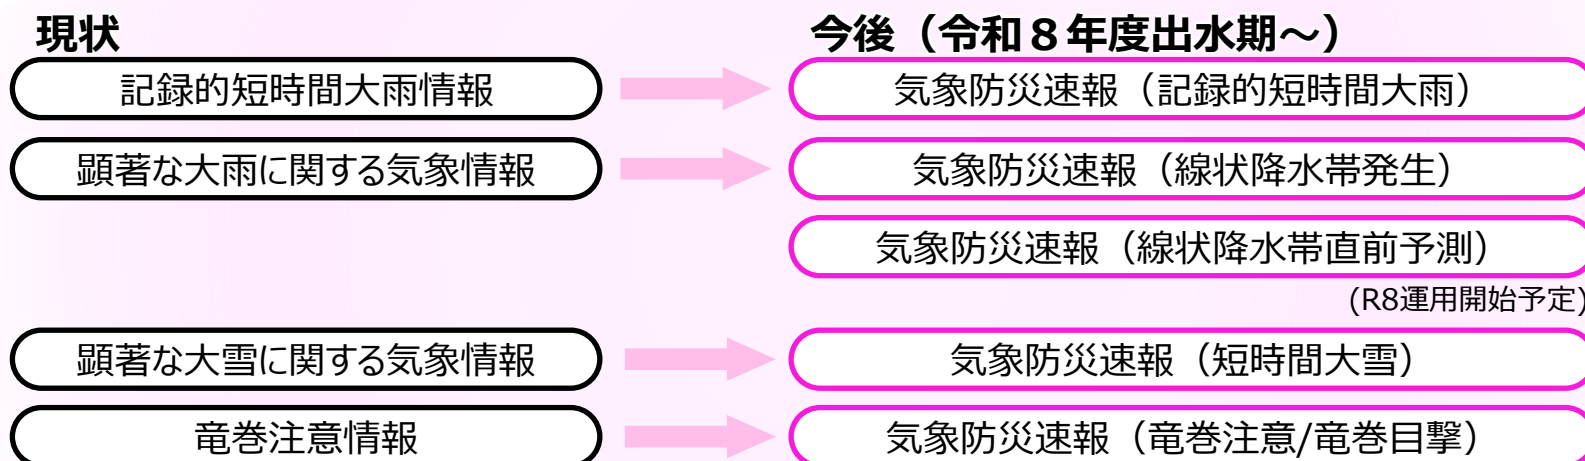 現状
今後（令和８年度出水期～）
記録的短時間大雨情報
気象防災速報（記録的短時間大雨）
顕著な大雨に関する気象情報
気象防災速報（線状降水帯発生）
気象防災速報（線状降水帯直前予測）
(R8運用開始予定)
顕著な大雪に関する気象情報
気象防災速報（短時間大雪）
竜巻注意情報
気象防災速報（竜巻注意/竜巻目撃）